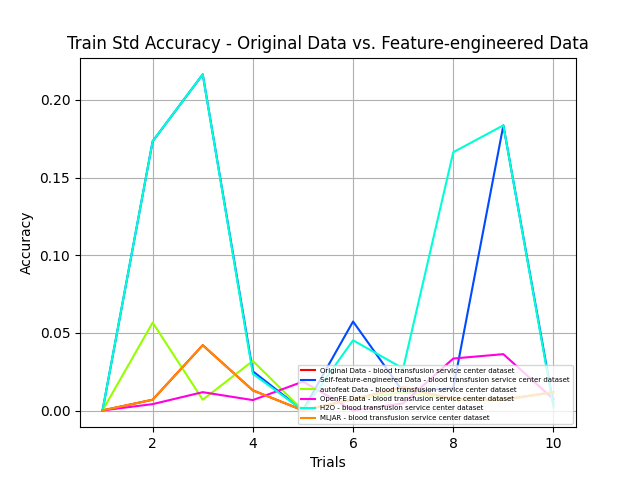 Train Std Accuracy - Original Data vs. Feature-engineered Data
0.20
0.15
0.10
0.05
0.00
Accuracy
Original Data - blood transfusion service center dataset
Self-feature-engineered Data - blood transfusion service center dataset
autofeat Data - blood transfusion service center dataset
OpenFE Data - blood transfusion service center dataset
H2O - blood transfusion service center dataset
MLJAR - blood transfusion service center dataset
2 4 6 8 10
Trials